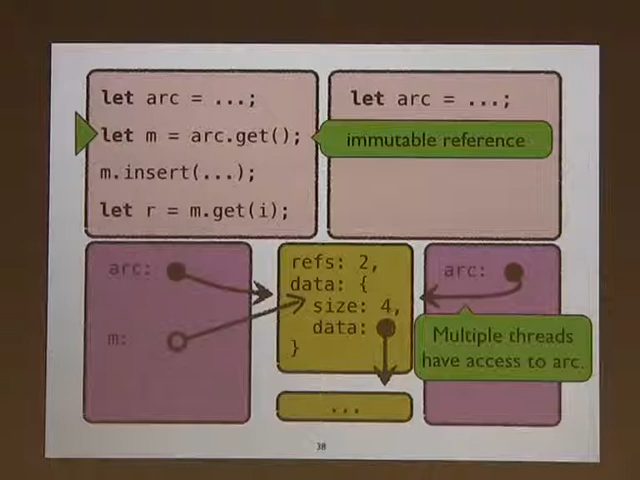 let arc = ...;
let m = arc.get();
m.insert(...);
let r = m.get(i);
let arc = ...;
immutable reference
arc:
m:
refs: 2,
data: {
size: 4,
data:
}
...
arc:
Multiple threads
have access to arc.
38